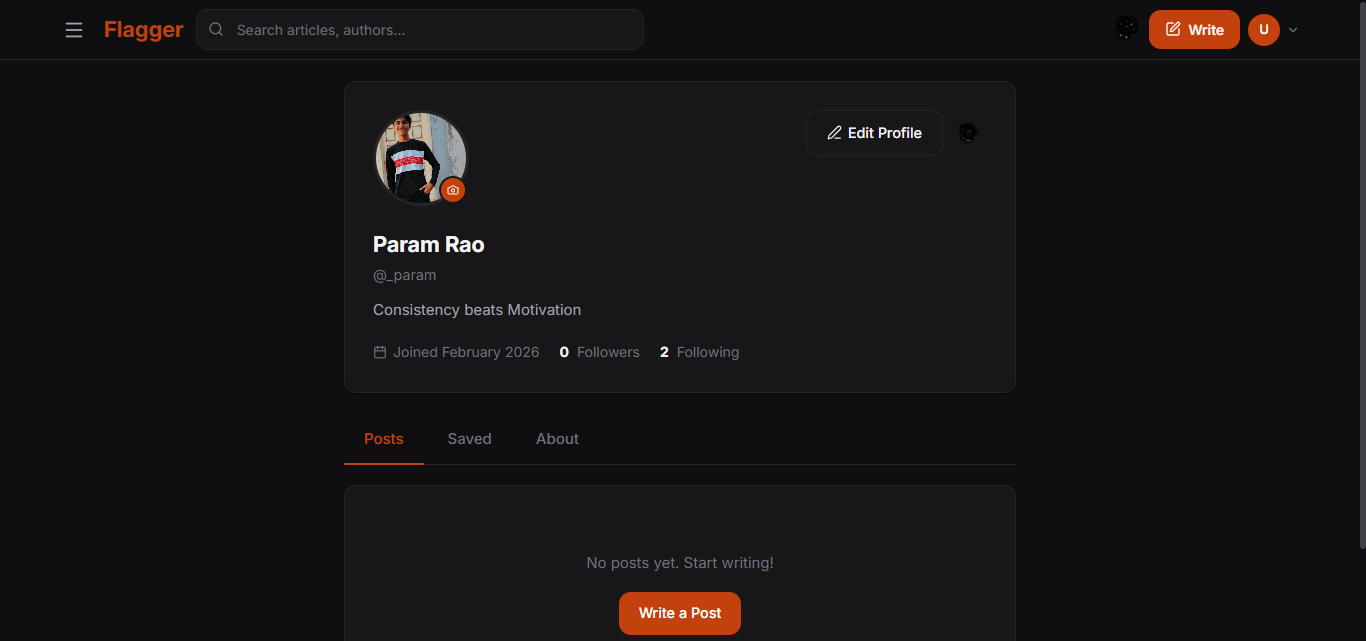 Flagger
Search articles, authors...
Write
U
Edit Profile
Param Rao
@_param
Consistency beats Motivation
Joined February 2026 0 Followers 2 Following
Posts Saved About
No posts yet. Start writing!
Write a Post